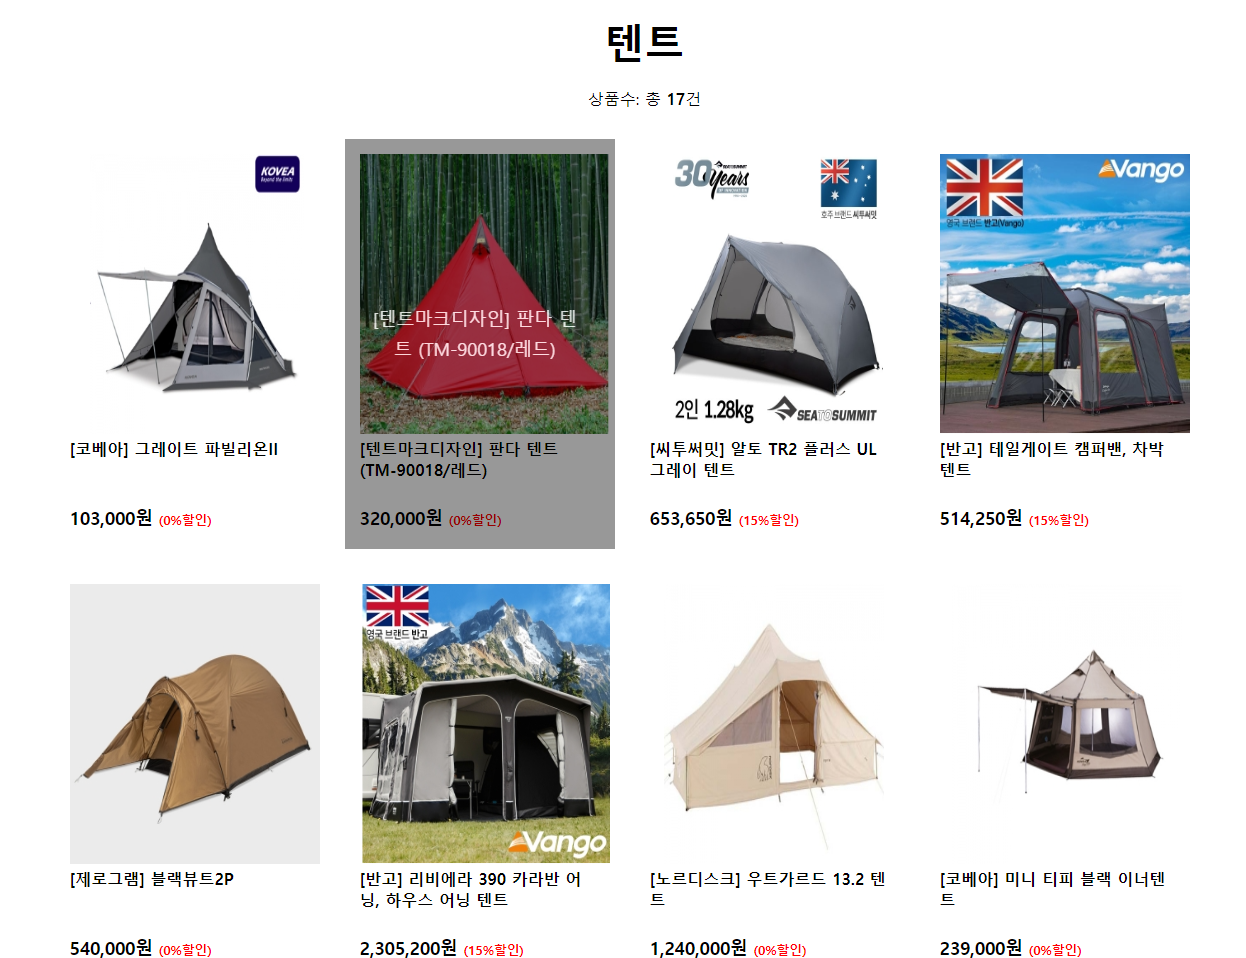 텐트
상품수: 총 17건
KOVEA
Beyond the limits
[텐트마크디자인] 판다 텐
트 (TM-90018/레드)
30 Years
SEATOSUMMIT
호주 브랜드 씨투써밋
2인 1.28kg
SEATOSUMMIT
영국 브랜드 반고(Vango)
Vango
[코베아] 그레이트 파빌리온II
103,000원 (0%할인)
[텐트마크디자인] 판다 텐트
(TM-90018/레드)
320,000원 (0%할인)
[씨투써밋] 알토 TR2 플러스 UL
그레이 텐트
653,650원 (15%할인)
[반고] 테일게이트 캠퍼밴, 차박
텐트
514,250원 (15%할인)
영국 브랜드 반고
Vango
[제로그램] 블랙뷰트2P
540,000원 (0%할인)
[반고] 리비에라 390 카라반 어
닝, 하우스 어닝 텐트
2,305,200원 (15%할인)
[노르디스크] 우트가르드 13.2 텐
트
1,240,000원 (0%할인)
[코베아] 미니 티피 블랙 이너텐
트
239,000원 (0%할인)